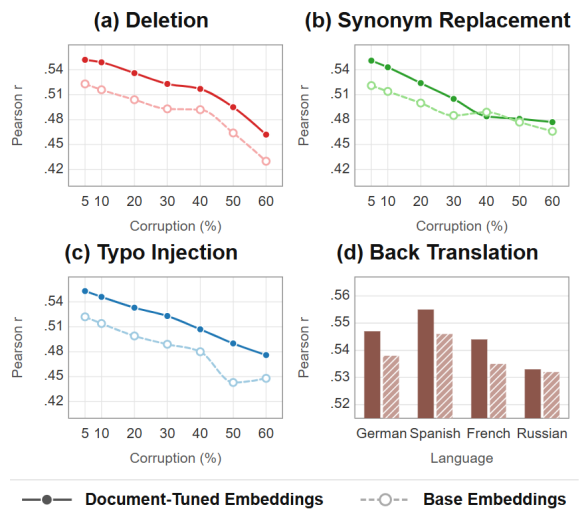 (a) Deletion
(b) Synonym Replacement
Pearson r
.54
.51
.48
.45
.42
5 10 20 30 40 50 60
Corruption (%)
Pearson r
.54
.51
.48
.45
.42
5 10 20 30 40 50 60
Corruption (%)
(c) Typo Injection
(d) Back Translation
Pearson r
.54
.51
.48
.45
.42
5 10 20 30 40 50 60
Corruption (%)
Pearson r
.56
.55
.54
.53
.52
German Spanish French Russian
Language
Document-Tuned Embeddings
Base Embeddings